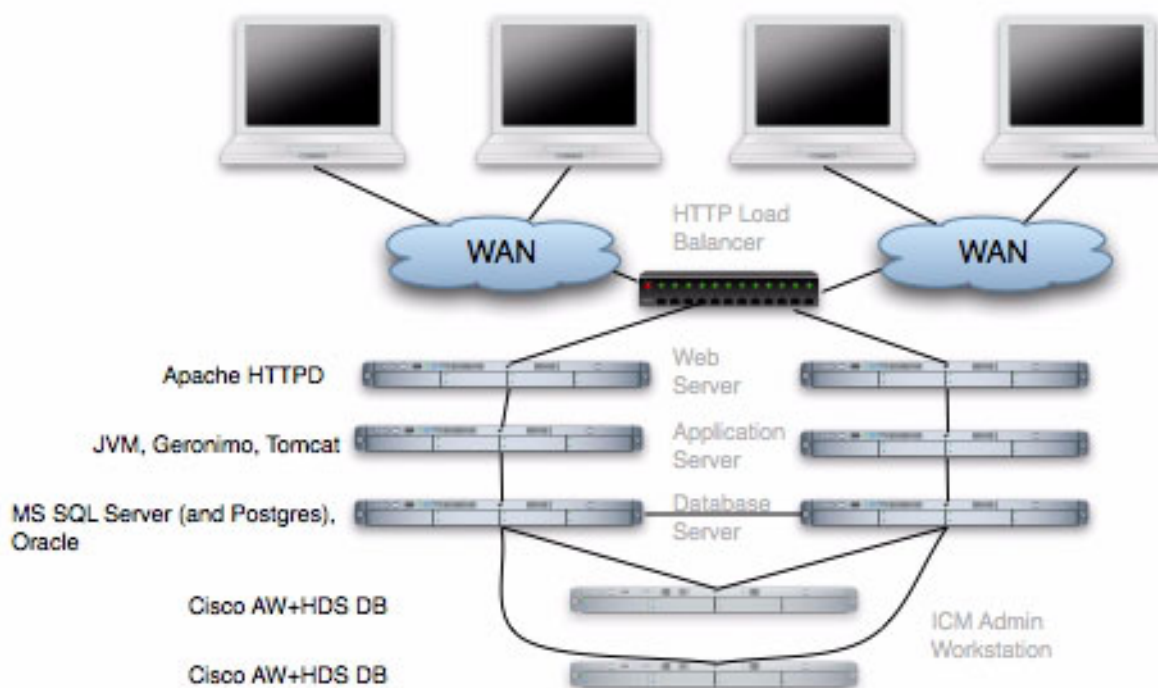 HTTP Load
Balancer
WAN
WAN
Apache HTTPD
Web
Server
JVM, Geronimo, Tomcat
Application
Server
MS SQL Server (and Postgres),
Oracle
Database
Server
Cisco AW+HDS DB
ICM Admin
Workstation
Cisco AW+HDS DB